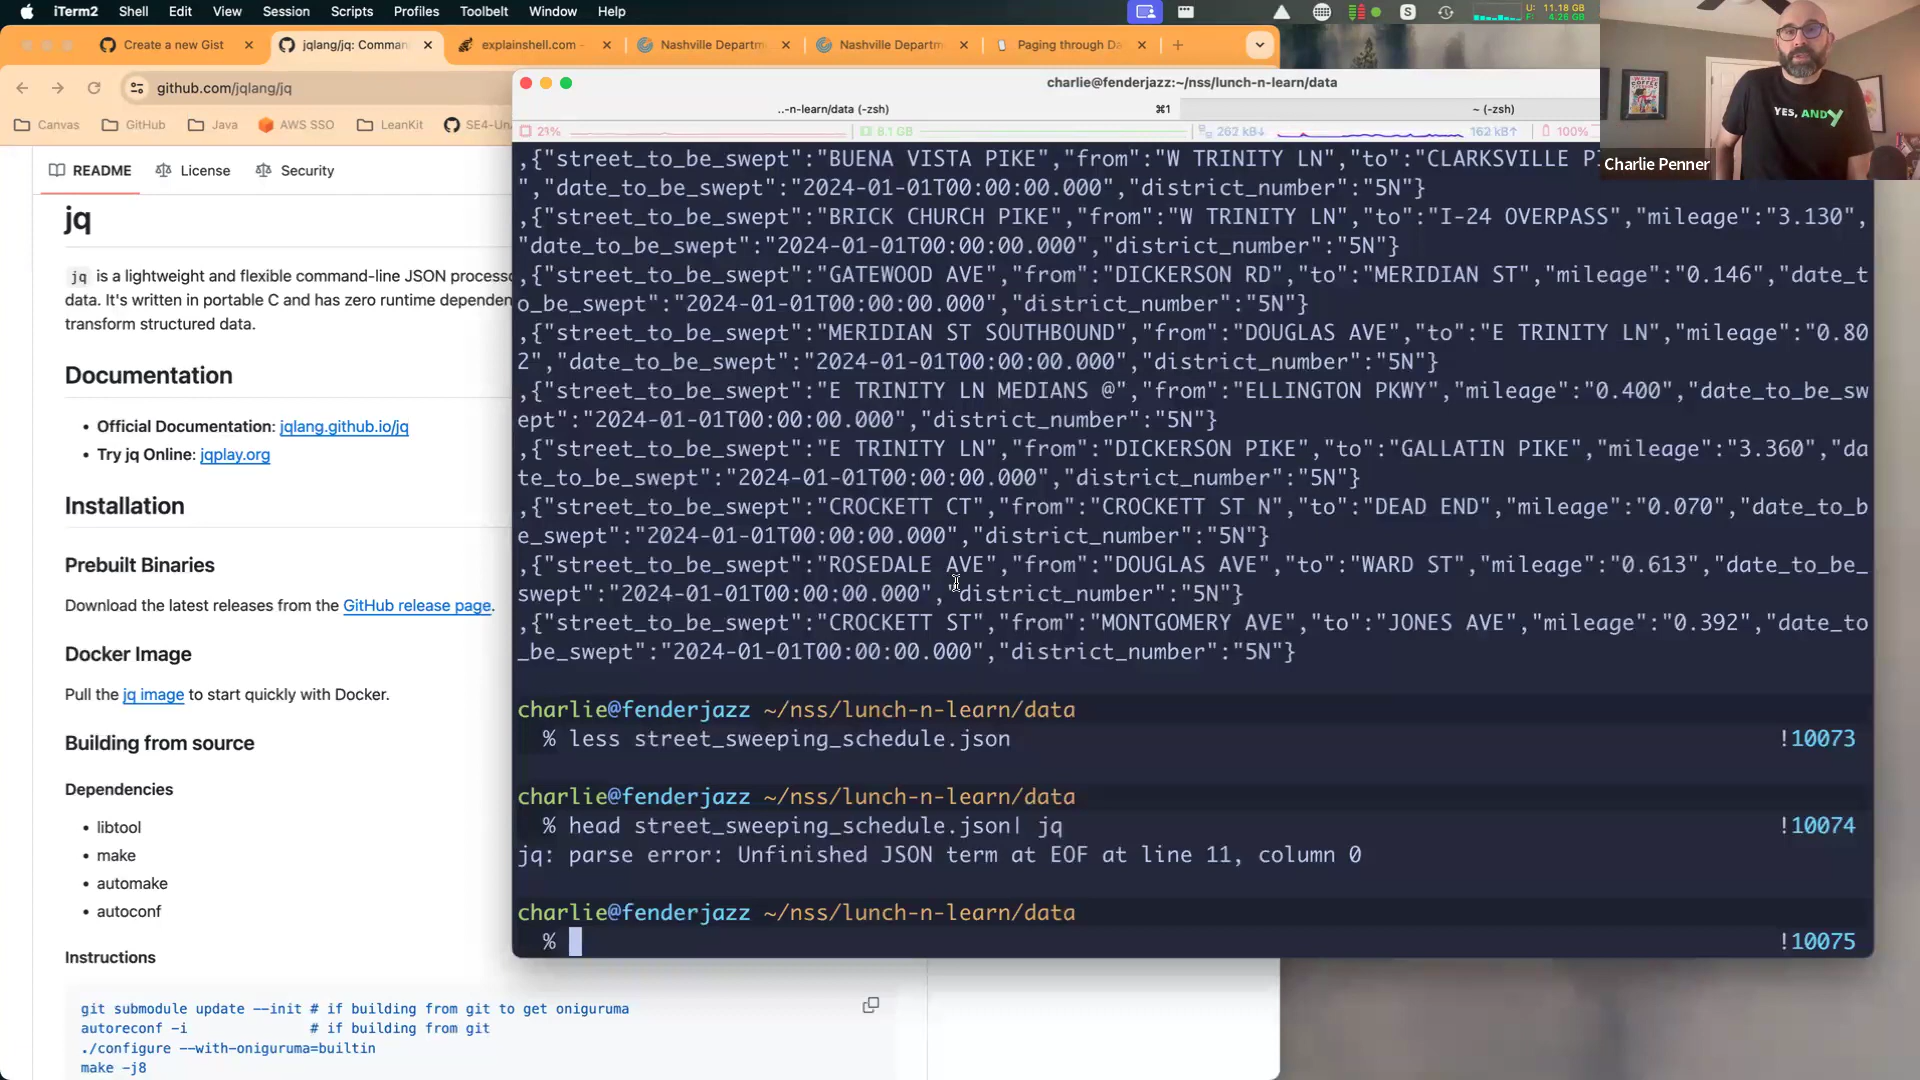 iTerm2 Shell Edit View Session Scripts Profiles Toolbelt Window Help
U: 11.18 GB
F: 4.26 GB
Create a new Gist
jqlang/jq: Comma
explainshell.com -
Nashville Departm
Nashville Departm
Paging through Da
github.com/jqlang/jq
Canvas GitHub Java AWS SSO LeanKit SE4-Un
README License Security
jq
jq is a lightweight and flexible command-line JSON process
data. It's written in portable C and has zero runtime dependen
transform structured data.
Documentation
• Official Documentation: jqlang.github.io/jq
• Try jq Online: jqplay.org
Installation
Prebuilt Binaries
Download the latest releases from the GitHub release page.
Docker Image
Pull the jq image to start quickly with Docker.
Building from source
Dependencies
• libtool
• make
• automake
• autoconf
Instructions
git submodule update --init # if building from git to get oniguruma
autoreconf -i # if building from git
./configure --with-oniguruma=builtin
make -j8
charlie@fenderjazz:~/nss/lunch-n-learn/data
..-n-learn/data (-zsh) ⌘1 ~ (-zsh)
21% 8.1 GB 262 kB↓ 162 kB↑ 100%
,{"street_to_be_swept":"BUENA VISTA PIKE","from":"W TRINITY LN","to":"CLARKSVILLE P
","date_to_be_swept":"2024-01-01T00:00:00.000","district_number":"5N"}
,{"street_to_be_swept":"BRICK CHURCH PIKE","from":"W TRINITY LN","to":"I-24 OVERPASS","mileage":"3.130",
"date_to_be_swept":"2024-01-01T00:00:00.000","district_number":"5N"}
,{"street_to_be_swept":"GATEWOOD AVE","from":"DICKERSON RD","to":"MERIDIAN ST","mileage":"0.146","date_t
o_be_swept":"2024-01-01T00:00:00.000","district_number":"5N"}
,{"street_to_be_swept":"MERIDIAN ST SOUTHBOUND","from":"DOUGLAS AVE","to":"E TRINITY LN","mileage":"0.80
2","date_to_be_swept":"2024-01-01T00:00:00.000","district_number":"5N"}
,{"street_to_be_swept":"E TRINITY LN MEDIANS @","from":"ELLINGTON PKWY","mileage":"0.400","date_to_be_sw
ept":"2024-01-01T00:00:00.000","district_number":"5N"}
,{"street_to_be_swept":"E TRINITY LN","from":"DICKERSON PIKE","to":"GALLATIN PIKE","mileage":"3.360","da
te_to_be_swept":"2024-01-01T00:00:00.000","district_number":"5N"}
,{"street_to_be_swept":"CROCKETT CT","from":"CROCKETT ST N","to":"DEAD END","mileage":"0.070","date_to_b
e_swept":"2024-01-01T00:00:00.000","district_number":"5N"}
,{"street_to_be_swept":"ROSEDALE AVE","from":"DOUGLAS AVE","to":"WARD ST","mileage":"0.613","date_to_be_
swept":"2024-01-01T00:00:00.000","district_number":"5N"}
,{"street_to_be_swept":"CROCKETT ST","from":"MONTGOMERY AVE","to":"JONES AVE","mileage":"0.392","date_to
_be_swept":"2024-01-01T00:00:00.000","district_number":"5N"}
charlie@fenderjazz ~/nss/lunch-n-learn/data
% less street_sweeping_schedule.json !10073
charlie@fenderjazz ~/nss/lunch-n-learn/data
% head street_sweeping_schedule.json| jq !10074
jq: parse error: Unfinished JSON term at EOF at line 11, column 0
charlie@fenderjazz ~/nss/lunch-n-learn/data
% !10075
YES, ANDY
Charlie Penner